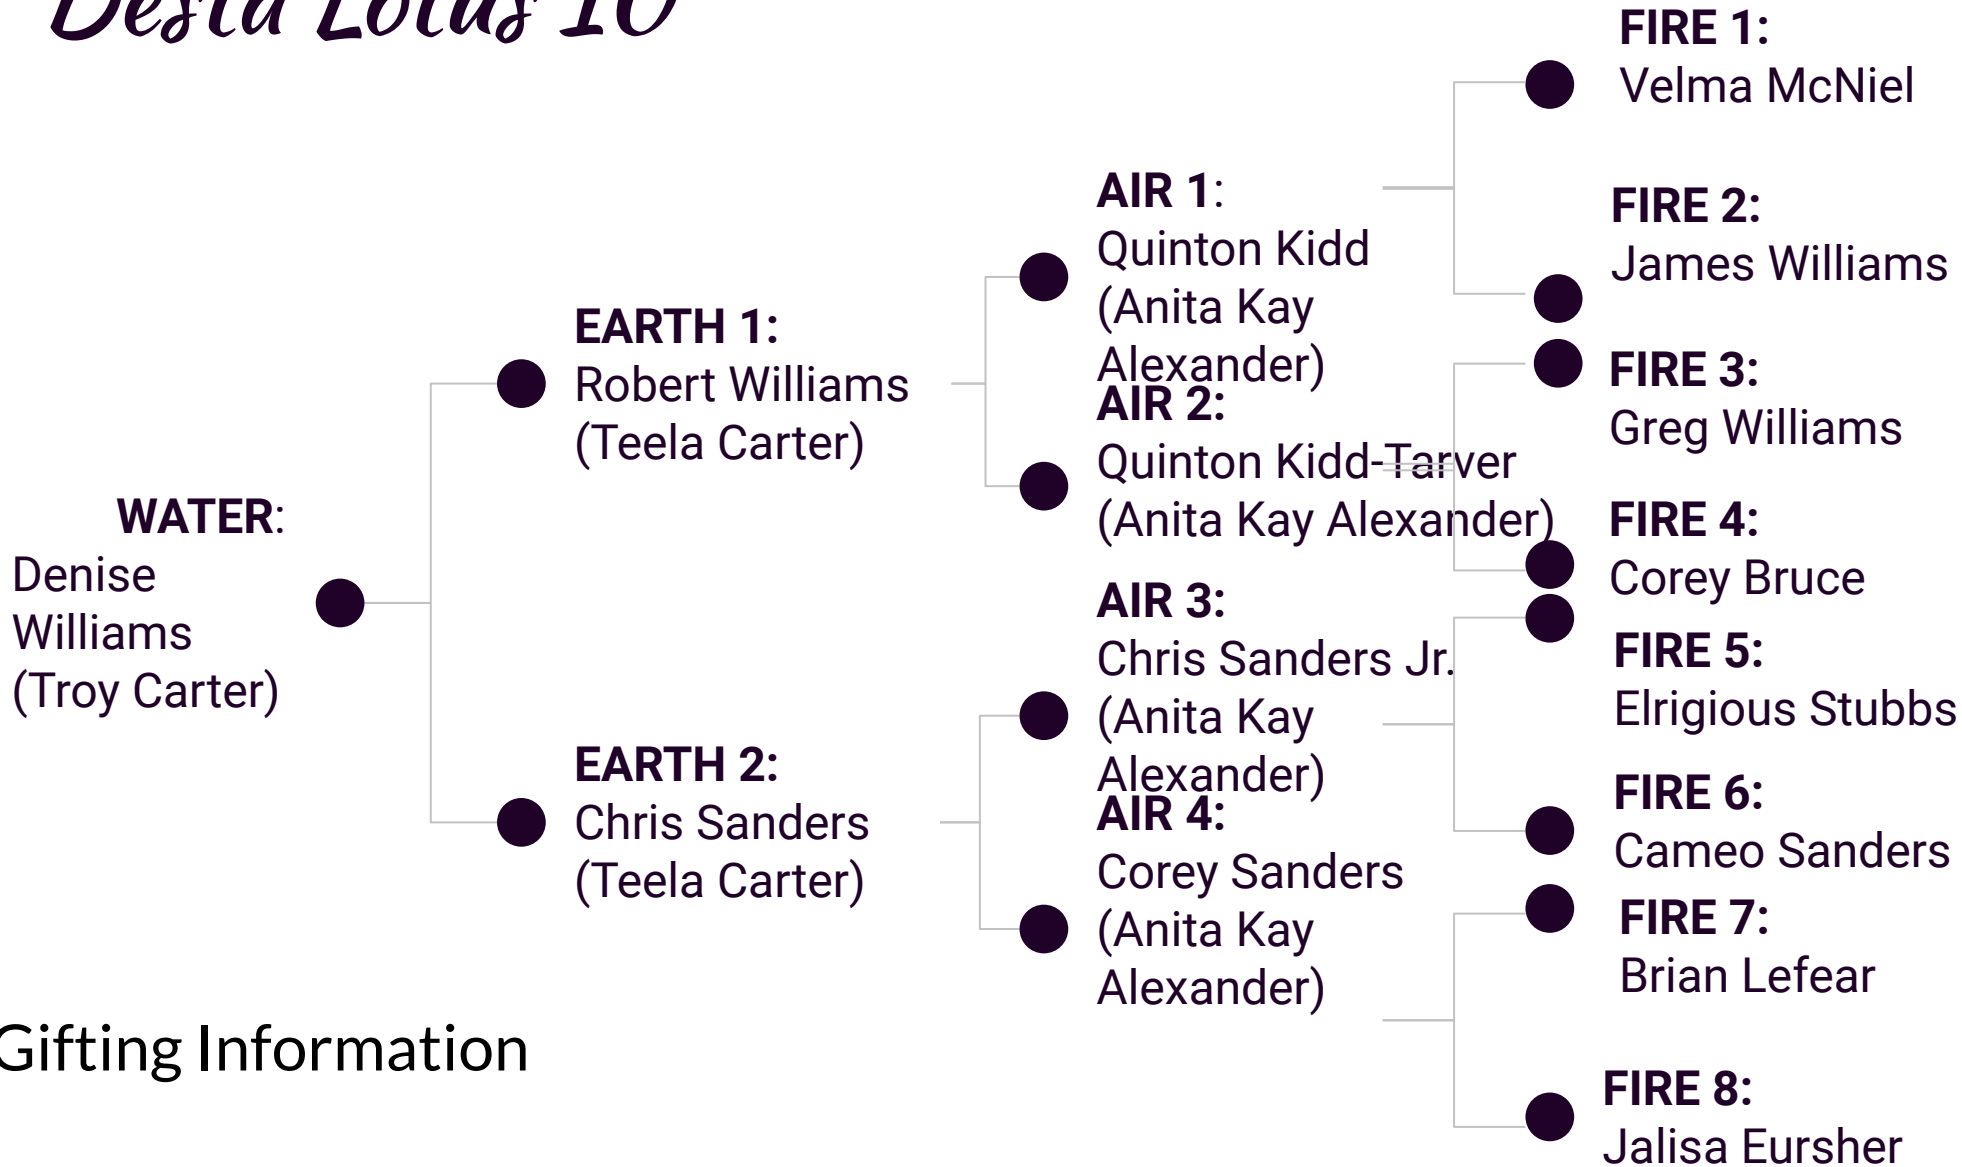 Desta Lotus 10
WATER:
Denise
Williams
(Troy Carter)
EARTH 1:
Robert Williams
(Teela Carter)
EARTH 2:
Chris Sanders
(Teela Carter)
AIR 1:
Quinton Kidd
(Anita Kay
Alexander)
AIR 2:
Quinton Kidd-Tarver
(Anita Kay Alexander)
AIR 3:
Chris Sanders Jr.
(Anita Kay
Alexander)
AIR 4:
Corey Sanders
(Anita Kay
Alexander)
FIRE 1:
Velma McNiel
FIRE 2:
James Williams
FIRE 3:
Greg Williams
FIRE 4:
Corey Bruce
FIRE 5:
Elrigious Stubbs
FIRE 6:
Cameo Sanders
FIRE 7:
Brian Lefear
FIRE 8:
Jalisa Eursher
Gifting Information